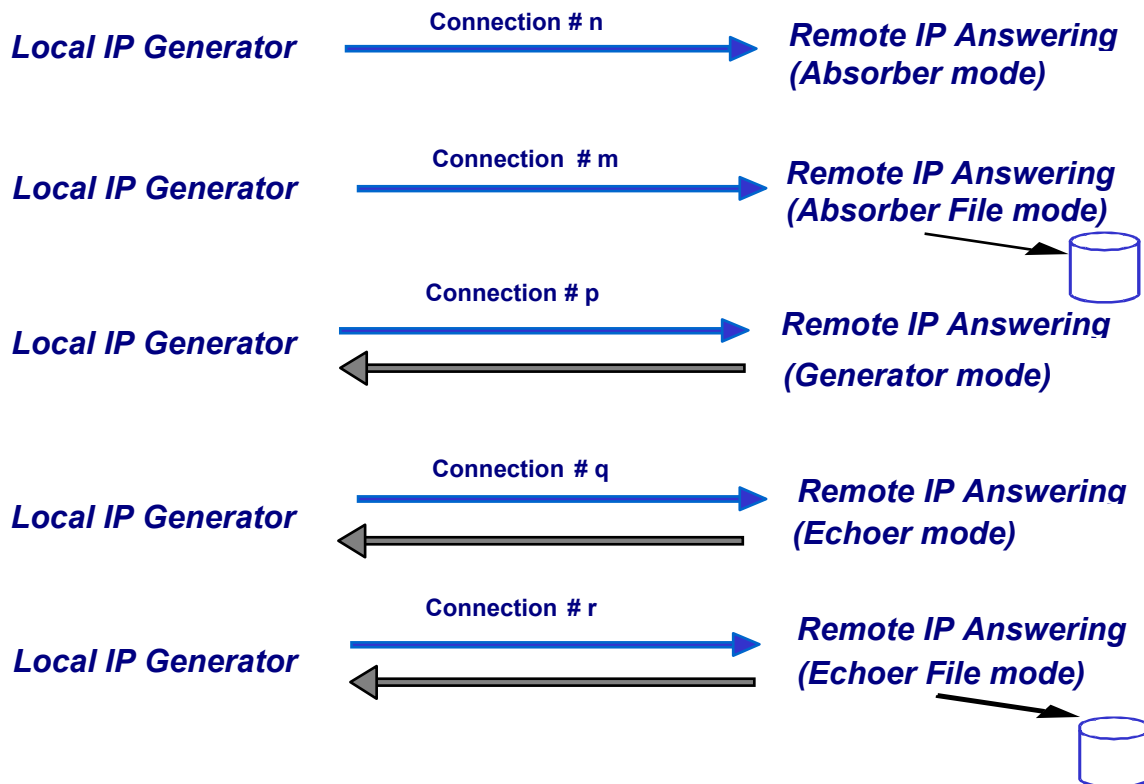 Connection # n
Local IP Generator
Remote IP Answering
(Absorber mode)
Connection # m
Local IP Generator
Remote IP Answering
(Absorber File mode)
Connection # p
Local IP Generator
Remote IP Answering
(Generator mode)
Connection # q
Local IP Generator
Remote IP Answering
(Echoer mode)
Connection # r
Local IP Generator
Remote IP Answering
(Echoer File mode)